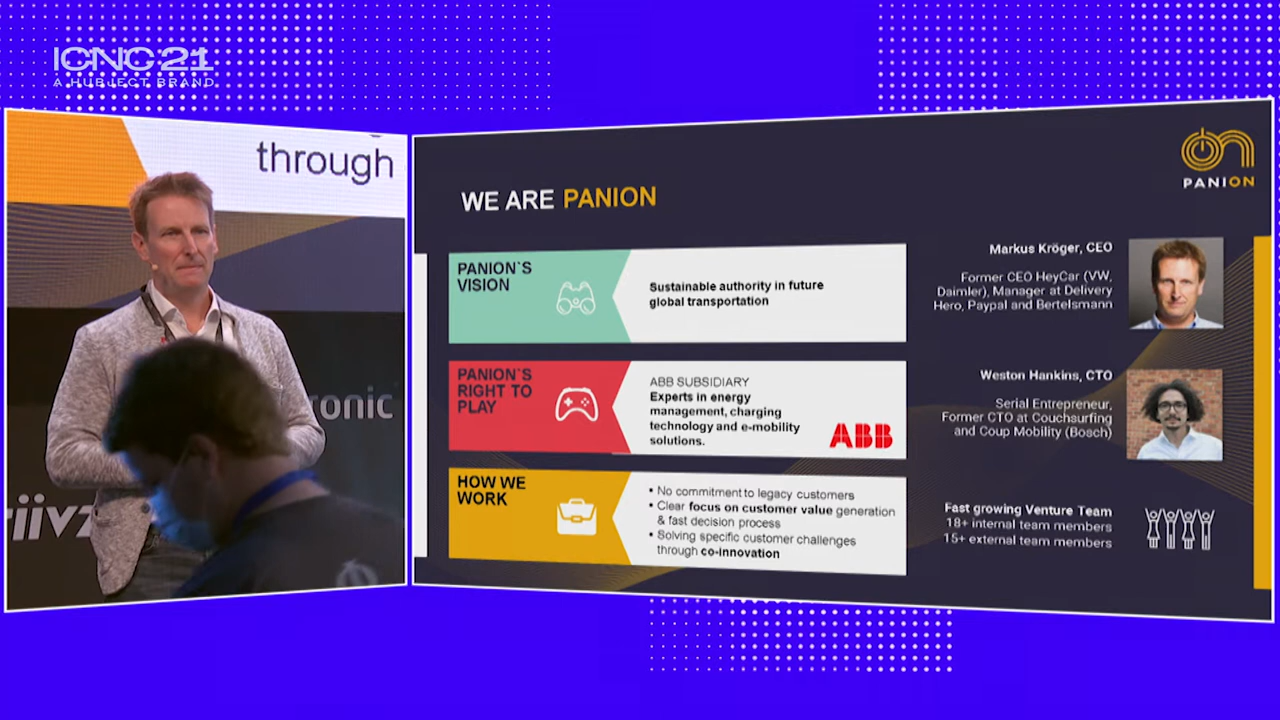 ICNC21
A HUBJECT BRAND
through
WE ARE PANION
PANION
PANION`S
VISION
Sustainable authority in future
global transportation
PANION`S
RIGHT TO
PLAY
ABB SUBSIDIARY
Experts in energy
management, charging
technology and e-mobility
solutions.
ABB
HOW WE
WORK
• No commitment to legacy customers
• Clear focus on customer value generation
& fast decision process
• Solving specific customer challenges
through co-innovation
Markus Kröger, CEO
Former CEO HeyCar (VW,
Daimler), Manager at Delivery
Hero, Paypal and Bertelsmann
Weston Hankins, CTO
Serial Entrepreneur,
Former CTO at Couchsurfing
and Coup Mobility (Bosch)
Fast growing Venture Team
18+ internal team members
15+ external team members
ronic